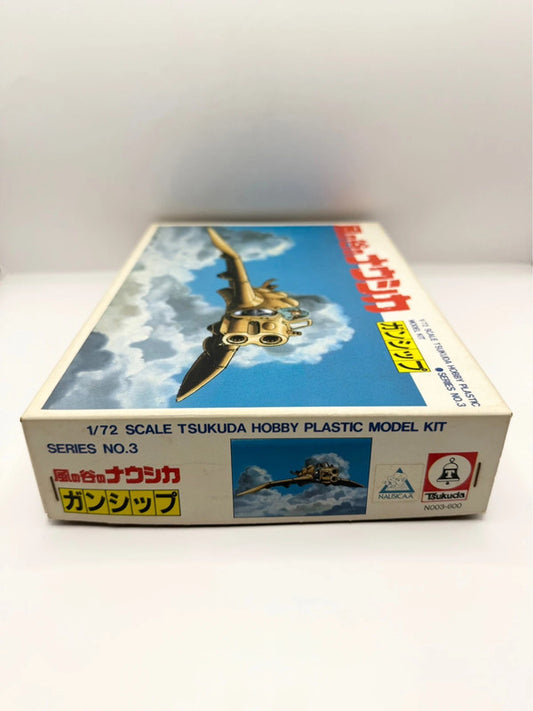 風の谷のナウシカ
ガンシップ
1/72 SCALE TSUKUDA HOBBY PLASTIC
MODEL KIT
●SERIES NO.3
1/72 SCALE TSUKUDA HOBBY PLASTIC MODEL KIT
SERIES NO.3
風の谷のナウシカ
ガンシップ
NAUSICAA
Tsukuda
N003-600